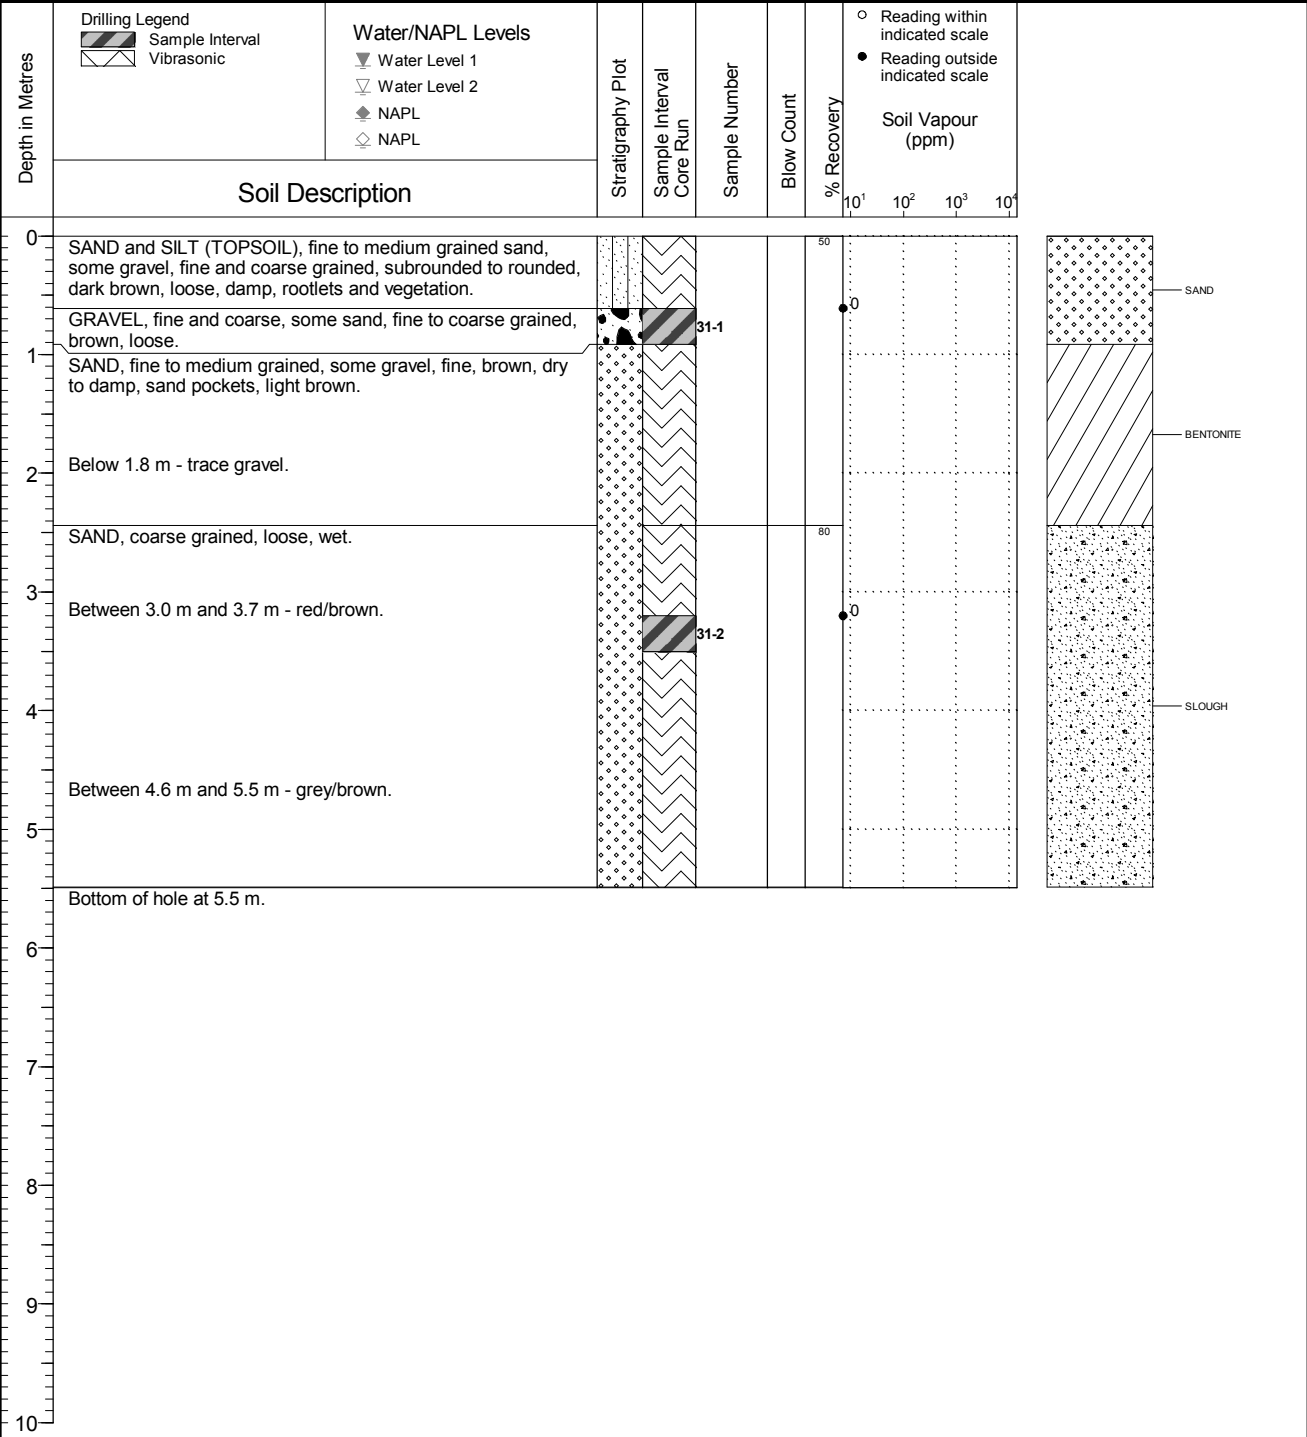 Drilling Legend
Sample Interval
Vibrasonic
Water/NAPL Levels
Water Level 1
Water Level 2
NAPL
NAPL
Depth in Metres
Soil Description
Stratigraphy Plot
Sample Interval
Core Run
Sample Number
Blow Count
% Recovery
Reading within
indicated scale
Reading outside
indicated scale
Soil Vapour
(ppm)
10¹ 10² 10³ 10⁴
0
SAND and SILT (TOPSOIL), fine to medium grained sand,
some gravel, fine and coarse grained, subrounded to rounded,
dark brown, loose, damp, rootlets and vegetation.
50
SAND
0
GRAVEL, fine and coarse, some sand, fine to coarse grained,
brown, loose.
31-1
1
SAND, fine to medium grained, some gravel, fine, brown, dry
to damp, sand pockets, light brown.
BENTONITE
Below 1.8 m - trace gravel.
2
SAND, coarse grained, loose, wet.
80
3
Between 3.0 m and 3.7 m - red/brown.
0
31-2
4
SLOUGH
Between 4.6 m and 5.5 m - grey/brown.
5
Bottom of hole at 5.5 m.
6
7
8
9
10